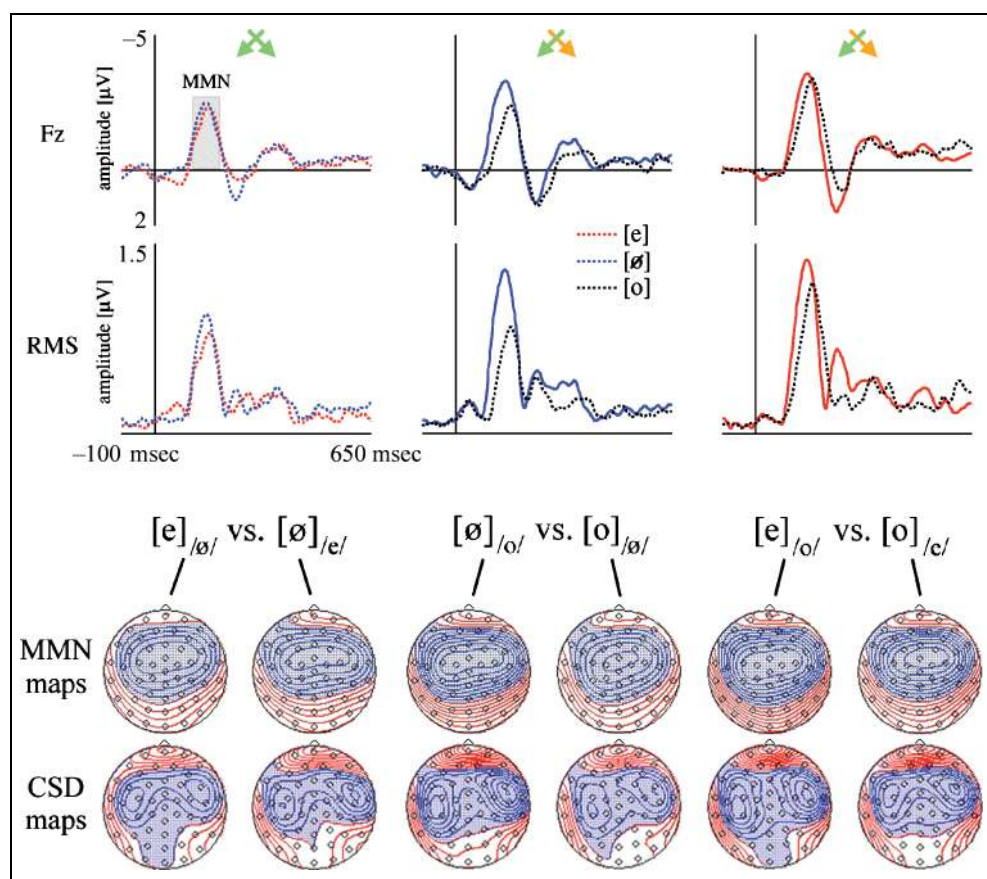 −5
MMN
Fz
amplitude [μV]
2
[e]
[ø]
[o]
1.5
RMS
amplitude [μV]
−100 msec
650 msec
[e]/ø/ vs. [ø]/e/
[ø]/o/ vs. [o]/ø/
[e]/o/ vs. [o]/e/
MMN
maps
CSD
maps